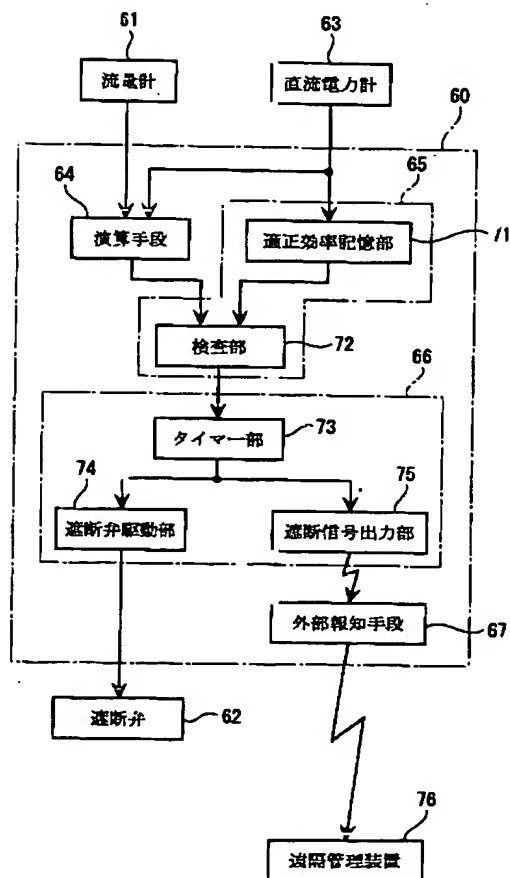 61
流量計
63
直流電力計
60
65
64
演算手段
適正効率記憶部
71
検査部
72
66
タイマー部
73
74
遮断弁駆動部
75
遮断信号出力部
外部報知手段
67
遮断弁
62
76
遠隔管理装置